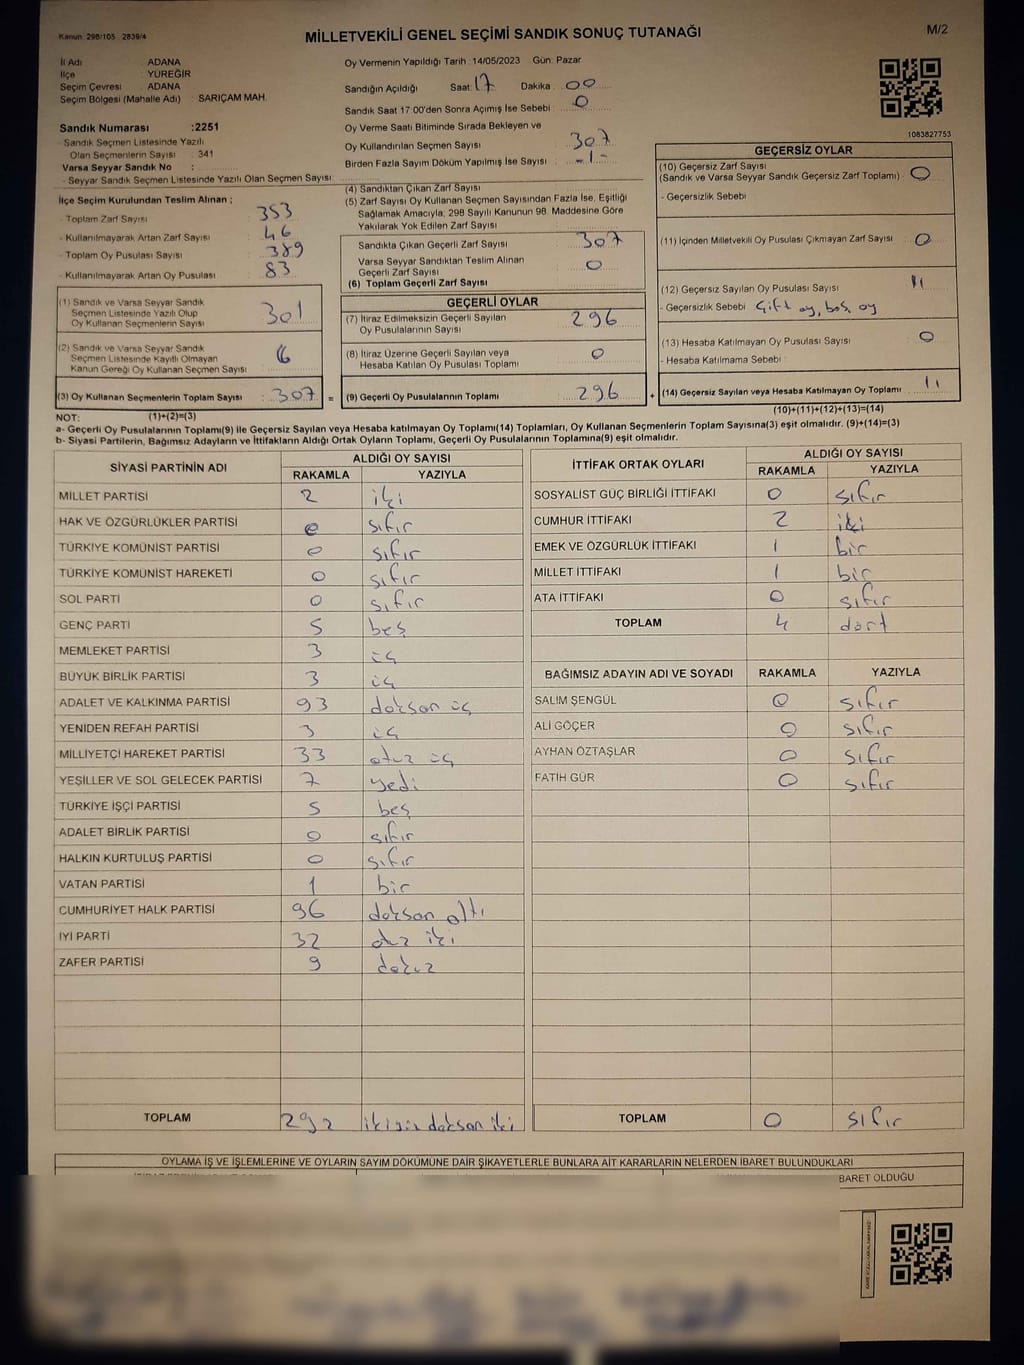 Kanun 298/105 2839/4
MİLLETVEKİLİ GENEL SEÇİMİ SANDIK SONUÇ TUTANAĞI
M/2
İl Adı ADANA
İlçe YÜREĞİR
Seçim Çevresi ADANA
Seçim Bölgesi (Mahalle Adı) : SARIÇAM MAH.
Sandık Numarası :2251
- Sandık Seçmen Listesinde Yazılı
Olan Seçmenlerin Sayısı : 341
Varsa Seyyar Sandık No :
- Seyyar Sandık Seçmen Listesinde Yazılı Olan Seçmen Sayısı:
Oy Vermenin Yapıldığı Tarih : 14/05/2023 Gün: Pazar
Sandığın Açıldığı Saat: 17 Dakika : 00
Sandık Saat 17:00'den Sonra Açımış İse Sebebi : 0
Oy Verme Saati Bitiminde Sırada Bekleyen ve
Oy Kullandırılan Seçmen Sayısı : 307
Birden Fazla Sayım Döküm Yapılmış İse Sayısı : -1-
1083827753
İlçe Seçim Kurulundan Teslim Alınan ;
- Toplam Zarf Sayısı : 353
- Kullanılmayarak Artan Zarf Sayısı : 46
- Toplam Oy Pusulası Sayısı : 389
- Kullanılmayarak Artan Oy Pusulası : 83
(1) Sandık ve Varsa Seyyar Sandık
Seçmen Listesinde Yazılı Olup
Oy Kullanan Seçmenlerin Sayısı : 301
(2) Sandık ve Varsa Seyyar Sandık
Seçmen Listesinde Kayıtlı Olmayan
Kanun Gereği Oy Kullanan Seçmen Sayısı : 6
(3) Oy Kullanan Seçmenlerin Toplam Sayısı : 307 =
(4) Sandıktan Çıkan Zarf Sayısı
(5) Zarf Sayısı Oy Kullanan Seçmen Sayısından Fazla İse, Eşitliği
Sağlamak Amacıyla, 298 Sayılı Kanunun 98. Maddesine Göre
Yakılarak Yok Edilen Zarf Sayısı
Sandıkta Çıkan Geçerli Zarf Sayısı : 307
Varsa Seyyar Sandıktan Teslim Alınan
Geçerli Zarf Sayısı : 0
(6) Toplam Geçerli Zarf Sayısı
GEÇERLİ OYLAR
(7) İtiraz Edilmeksizin Geçerli Sayılan
Oy Pusulalarının Sayısı : 296
(8) İtiraz Üzerine Geçerli Sayılan veya
Hesaba Katılan Oy Pusulası Toplamı : 0
(9) Geçerli Oy Pusulalarının Toplamı : 296 +
GEÇERSİZ OYLAR
(10) Geçersiz Zarf Sayısı
(Sandık ve Varsa Seyyar Sandık Geçersiz Zarf Toplamı) : 0
- Geçersizlik Sebebi
(11) İçinden Milletvekili Oy Pusulası Çıkmayan Zarf Sayısı : 0
(12) Geçersiz Sayılan Oy Pusulası Sayısı : 11
- Geçersizlik Sebebi : Çift oy, boş oy
(13) Hesaba Katılmayan Oy Pusulası Sayısı : 0
- Hesaba Katılmama Sebebi :
(14) Geçersiz Sayılan veya Hesaba Katılmayan Oy Toplamı : 11
NOT: (1)+(2)=(3)
(10)+(11)+(12)+(13)=(14)
a- Geçerli Oy Pusulalarının Toplamı(9) ile Geçersiz Sayılan veya Hesaba katılmayan Oy Toplamı(14) Toplamları, Oy Kullanan Seçmenlerin Toplam Sayısına(3) eşit olmalıdır. (9)+(14)=(3)
b- Siyasi Partilerin, Bağımsız Adayların ve İttifakların Aldığı Ortak Oyların Toplamı, Geçerli Oy Pusulalarının Toplamına(9) eşit olmalıdır.
SİYASİ PARTİNİN ADI ALDIĞI OY SAYISI
RAKAMLA YAZIYLA
MİLLET PARTİSİ 2 iki
HAK VE ÖZGÜRLÜKLER PARTİSİ 0 sıfır
TÜRKİYE KOMÜNİST PARTİSİ 0 sıfır
TÜRKİYE KOMÜNİST HAREKETİ 0 sıfır
SOL PARTİ 0 sıfır
GENÇ PARTİ 5 beş
MEMLEKET PARTİSİ 3 üç
BÜYÜK BİRLİK PARTİSİ 3 üç
ADALET VE KALKINMA PARTİSİ 93 doksan üç
YENİDEN REFAH PARTİSİ 3 üç
MİLLİYETÇİ HAREKET PARTİSİ 33 otuz üç
YEŞİLLER VE SOL GELECEK PARTİSİ 7 yedi
TÜRKİYE İŞÇİ PARTİSİ 5 beş
ADALET BİRLİK PARTİSİ 0 sıfır
HALKIN KURTULUŞ PARTİSİ 0 sıfır
VATAN PARTİSİ 1 bir
CUMHURİYET HALK PARTİSİ 96 doksan altı
İYİ PARTİ 32 otuz iki
ZAFER PARTİSİ 9 dokuz
TOPLAM 292 ikiyüz doksan iki
İTTİFAK ORTAK OYLARI ALDIĞI OY SAYISI
RAKAMLA YAZIYLA
SOSYALİST GÜÇ BİRLİĞİ İTTİFAKI 0 sıfır
CUMHUR İTTİFAKI 2 iki
EMEK VE ÖZGÜRLÜK İTTİFAKI 1 bir
MİLLET İTTİFAKI 1 bir
ATA İTTİFAKI 0 sıfır
TOPLAM 4 dört
BAĞIMSIZ ADAYIN ADI VE SOYADI RAKAMLA YAZIYLA
SALİM ŞENGÜL 0 sıfır
ALİ GÖÇER 0 sıfır
AYHAN ÖZTAŞLAR 0 sıfır
FATİH GÜR 0 sıfır
TOPLAM 0 sıfır
OYLAMA İŞ VE İŞLEMLERİNE VE OYLARIN SAYIM DÖKÜMÜNE DAİR ŞİKAYETLERLE BUNLARA AİT KARARLARIN NELERDEN İBARET BULUNDUKLARI
BARET OLDUĞU